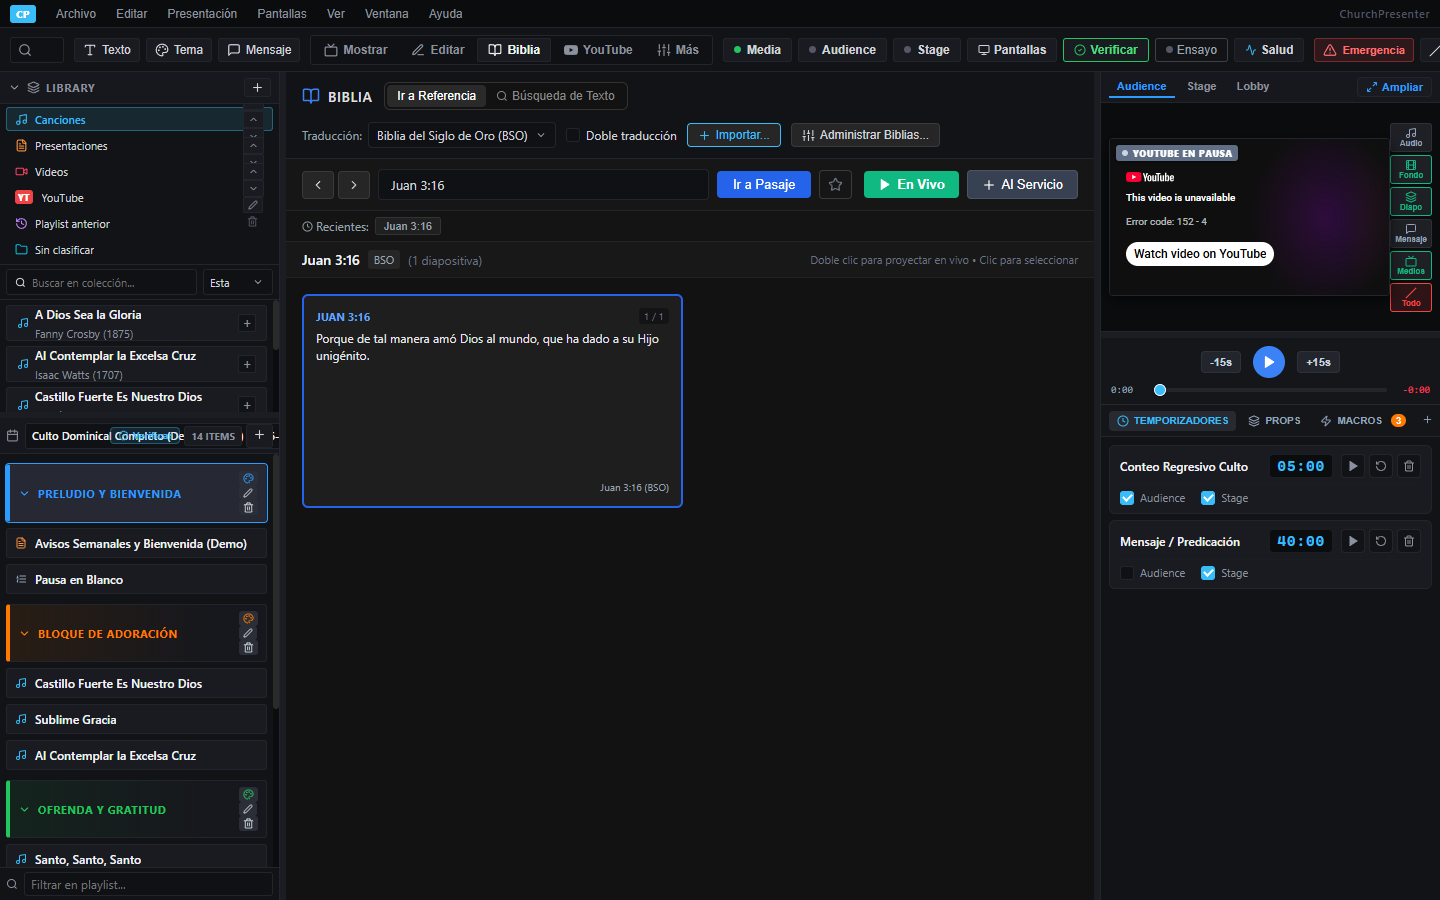 CP Archivo Editar Presentación Pantallas Ver Ventana Ayuda ChurchPresenter
Texto Tema Mensaje Mostrar Editar Biblia YouTube Más Media Audience Stage Pantallas Verificar Ensayo Salud Emergencia
LIBRARY
Canciones
Presentaciones
Videos
YT YouTube
Playlist anterior
Sin clasificar
Buscar en colección... Esta
A Dios Sea la Gloria
Fanny Crosby (1875)
Al Contemplar la Excelsa Cruz
Isaac Watts (1707)
Castillo Fuerte Es Nuestro Dios
Culto Dominical Completo (De 14 ITEMS
PRELUDIO Y BIENVENIDA
Avisos Semanales y Bienvenida (Demo)
Pausa en Blanco
BLOQUE DE ADORACIÓN
Castillo Fuerte Es Nuestro Dios
Sublime Gracia
Al Contemplar la Excelsa Cruz
OFRENDA Y GRATITUD
Santo, Santo, Santo
Filtrar en playlist...
BIBLIA Ir a Referencia Búsqueda de Texto
Traducción: Biblia del Siglo de Oro (BSO) Doble traducción Importar... Administrar Biblias...
Juan 3:16 Ir a Pasaje En Vivo Al Servicio
Recientes: Juan 3:16
Juan 3:16 BSO (1 diapositiva) Doble clic para proyectar en vivo • Clic para seleccionar
JUAN 3:16 1 / 1
Porque de tal manera amó Dios al mundo, que ha dado a su Hijo
unigénito.
Juan 3:16 (BSO)
Audience Stage Lobby Ampliar
YOUTUBE EN PAUSA
YouTube
This video is unavailable
Error code: 152 - 4
Watch video on YouTube
Audio
Fondo
Diapo
Mensaje
Medios
Todo
-15s +15s
0:00 -0:00
TEMPORIZADORES PROPS MACROS 3
Conteo Regresivo Culto 05:00
Audience Stage
Mensaje / Predicación 40:00
Audience Stage